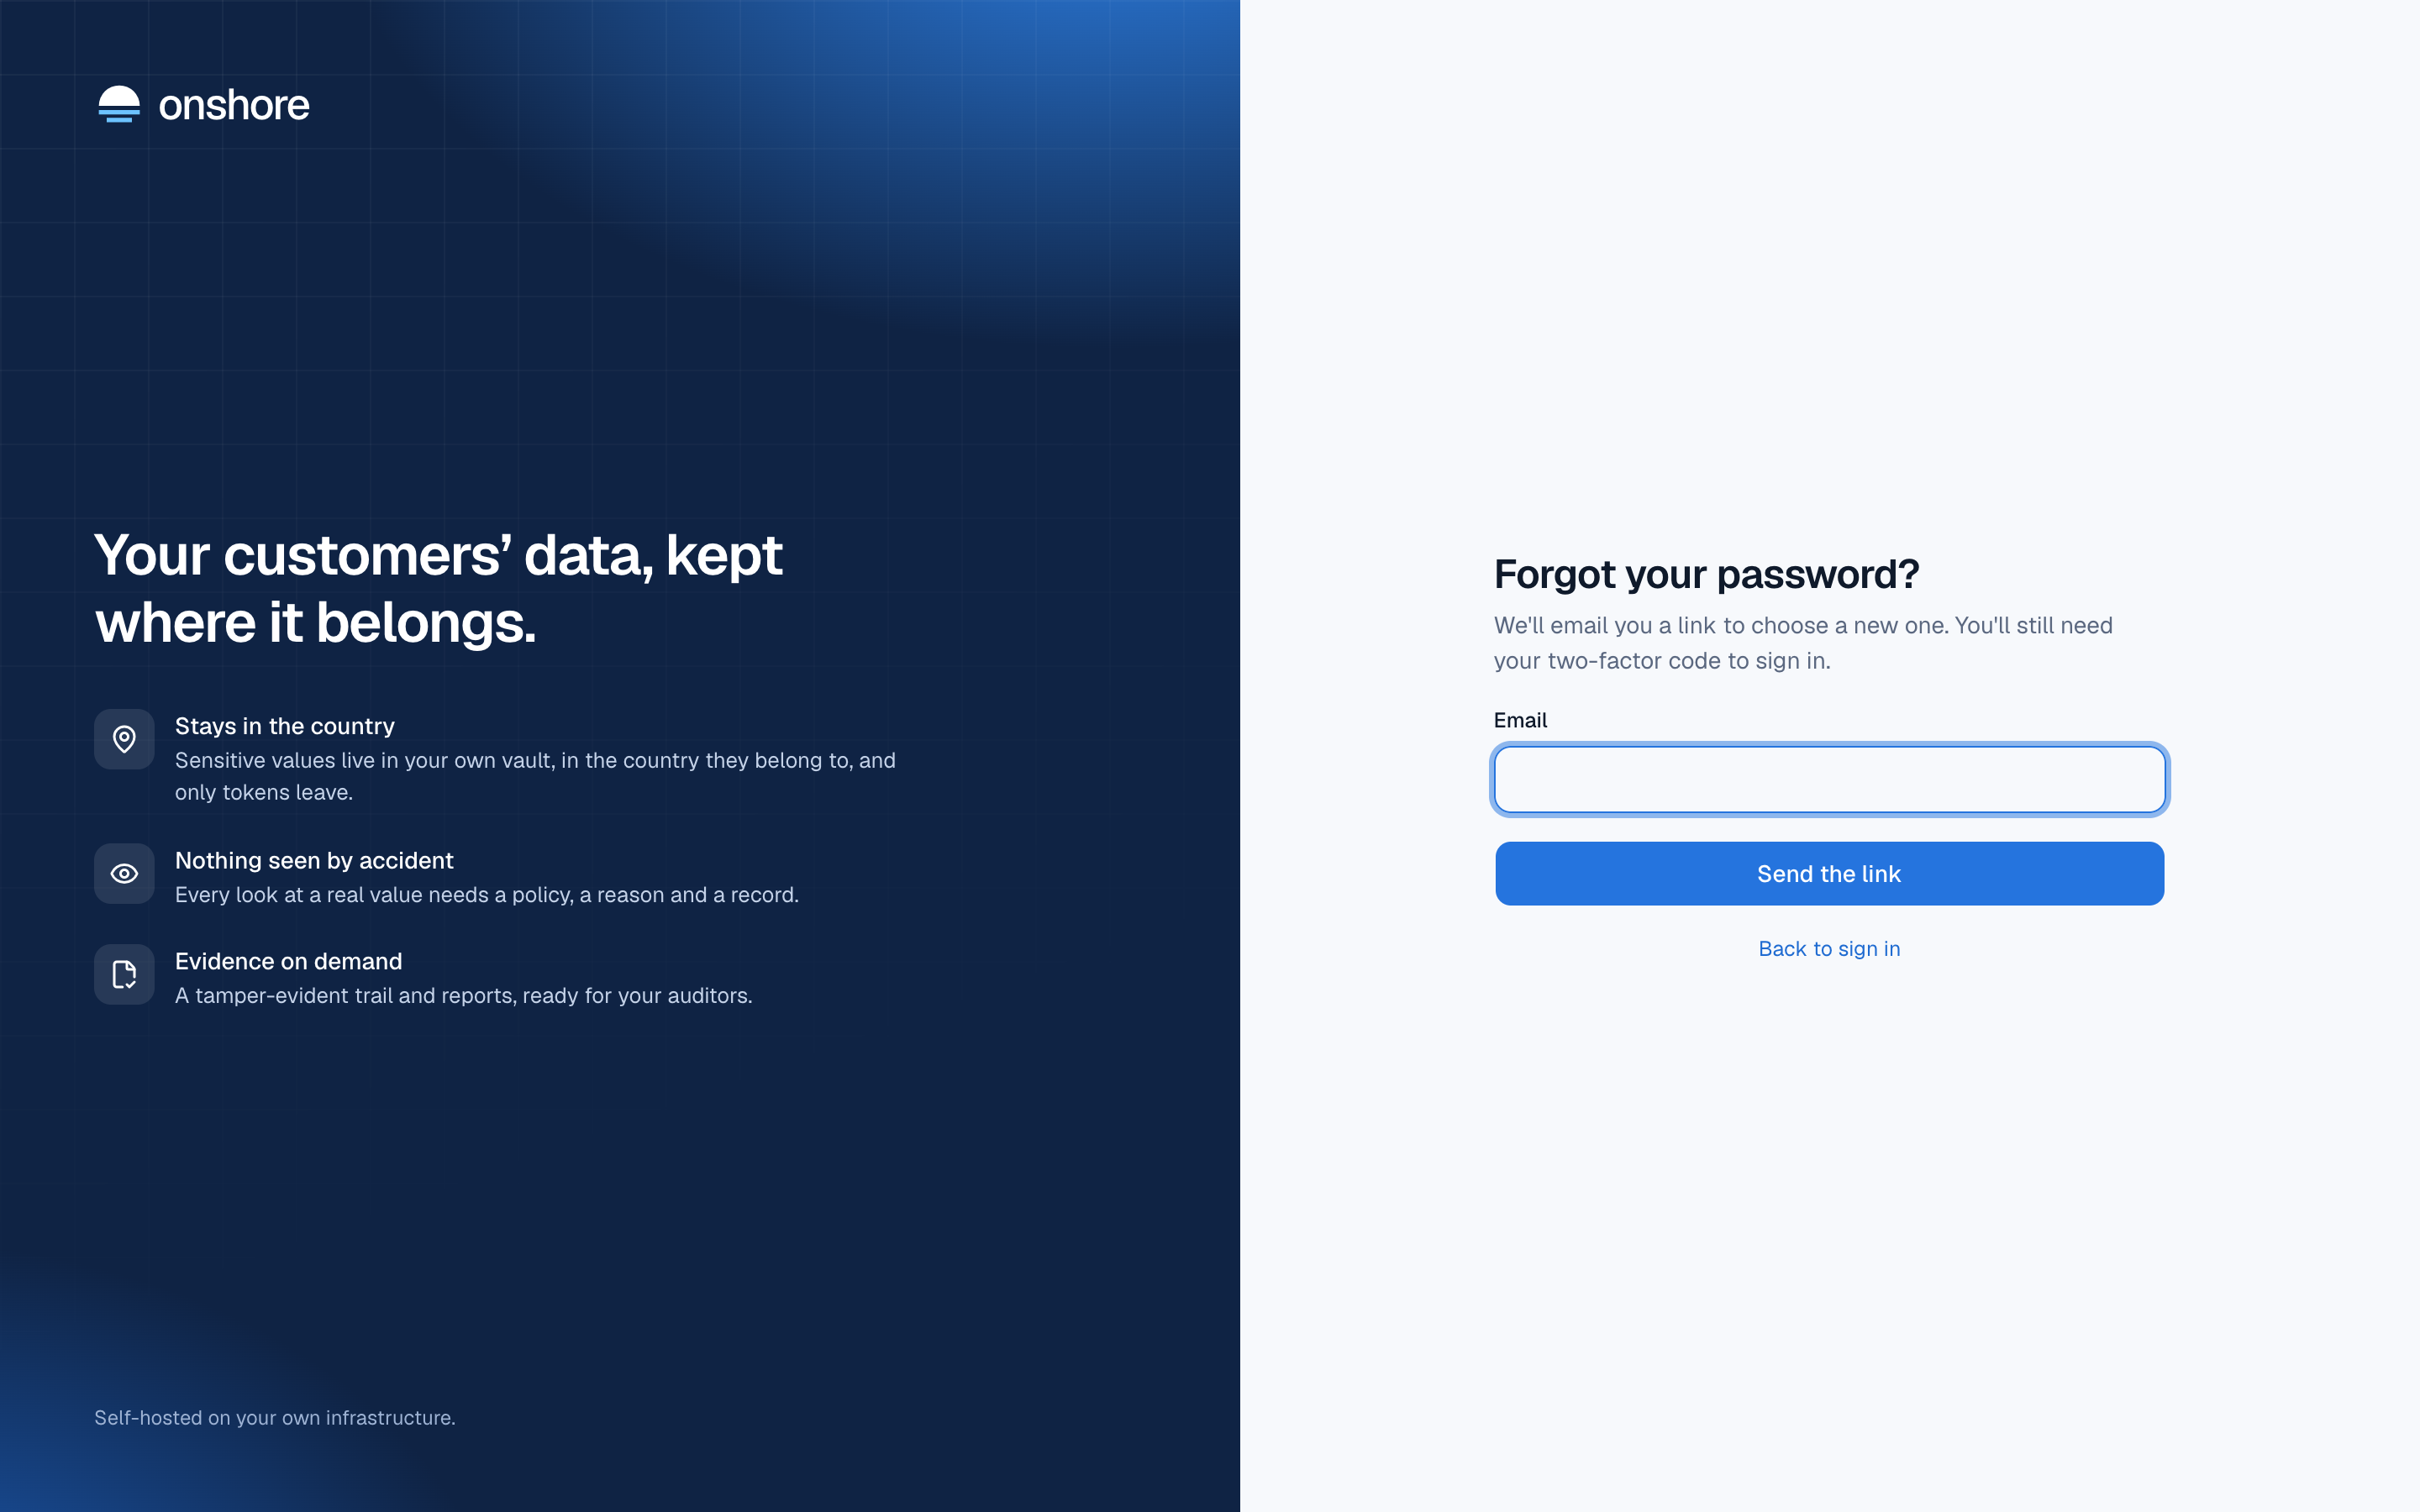 onshore
Your customers’ data, kept
where it belongs.
Stays in the country
Sensitive values live in your own vault, in the country they belong to, and
only tokens leave.
Nothing seen by accident
Every look at a real value needs a policy, a reason and a record.
Evidence on demand
A tamper-evident trail and reports, ready for your auditors.
Self-hosted on your own infrastructure.
Forgot your password?
We'll email you a link to choose a new one. You'll still need
your two-factor code to sign in.
Email
Send the link
Back to sign in